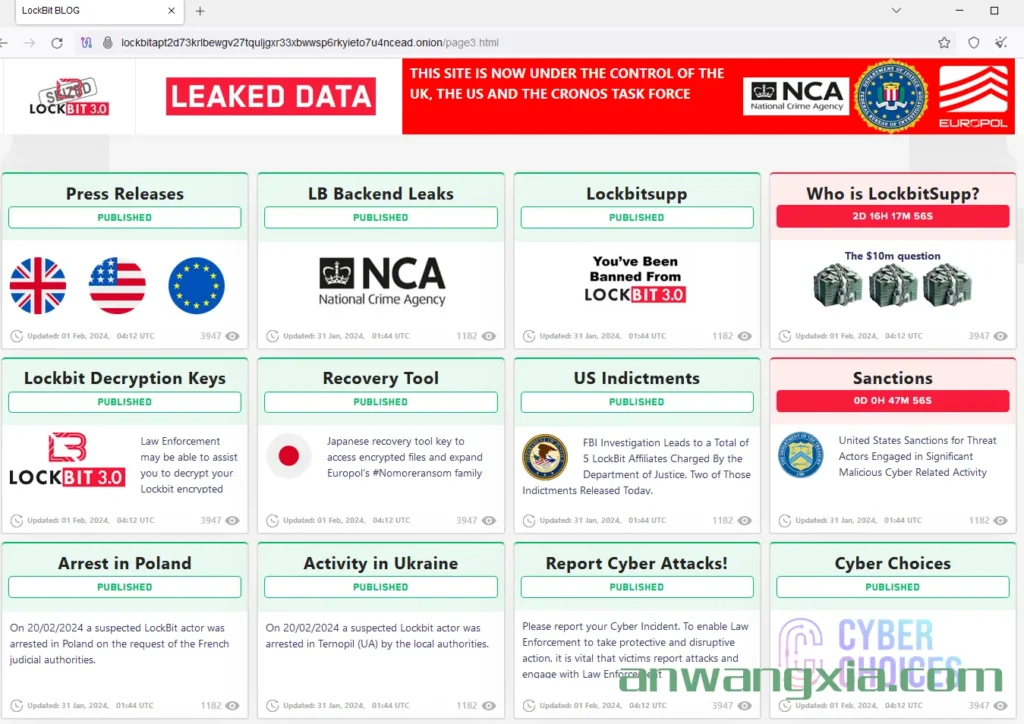 LockBit BLOG
lockbitapt2d73krlbewgv27tquljgxr33xbwwsp6rkyieto7u4ncead.onion/page3.html
SEIZED
LOCKBIT 3.0
LEAKED DATA
THIS SITE IS NOW UNDER THE CONTROL OF THE
UK, THE US AND THE CRONOS TASK FORCE
NCA
National Crime Agency
EUROPOL
Press Releases
PUBLISHED
Updated: 01 Feb, 2024, 04:12 UTC
3947
LB Backend Leaks
PUBLISHED
NCA
National Crime Agency
Updated: 31 Jan, 2024, 01:44 UTC
1182
Lockbitsupp
PUBLISHED
You've Been
Banned From
LOCKBIT 3.0
Updated: 31 Jan, 2024, 01:44 UTC
1182
Who is LockbitSupp?
2D 16H 17M 56S
The $10m question
Updated: 01 Feb, 2024, 04:12 UTC
3947
Lockbit Decryption Keys
PUBLISHED
LOCKBIT 3.0
Law Enforcement
may be able to assist
you to decrypt your
Lockbit encrypted
Updated: 01 Feb, 2024, 04:12 UTC
3947
Recovery Tool
PUBLISHED
Japanese recovery tool key to
access encrypted files and expand
Europol's #Nomoreransom family
Updated: 01 Feb, 2024, 04:12 UTC
3947
US Indictments
PUBLISHED
FBI Investigation Leads to a Total of
5 LockBit Affiliates Charged By the
Department of Justice. Two of Those
Indictments Released Today.
Updated: 31 Jan, 2024, 01:44 UTC
1182
Sanctions
0D 0H 47M 56S
United States Sanctions for Threat
Actors Engaged in Significant
Malicious Cyber Related Activity
Updated: 31 Jan, 2024, 01:44 UTC
1182
Arrest in Poland
PUBLISHED
On 20/02/2024 a suspected LockBit actor was
arrested in Poland on the request of the French
judicial authorities.
Updated: 31 Jan, 2024, 01:44 UTC
1182
Activity in Ukraine
PUBLISHED
On 20/02/2024 a suspected LockBit actor was
arrested in Ternopil (UA) by the local authorities.
Updated: 31 Jan, 2024, 01:44 UTC
1182
Report Cyber Attacks!
PUBLISHED
Please report your Cyber Incident. To enable Law
Enforcement to take protective and disruptive
action, it is vital that victims report attacks and
engage with Law Enforcement
Updated: 01 Feb, 2024, 04:12 UTC
3947
Cyber Choices
PUBLISHED
CYBER
CHOICES
Updated: 01 Feb, 2024, 04:12 UTC
3947
anwangxia.com